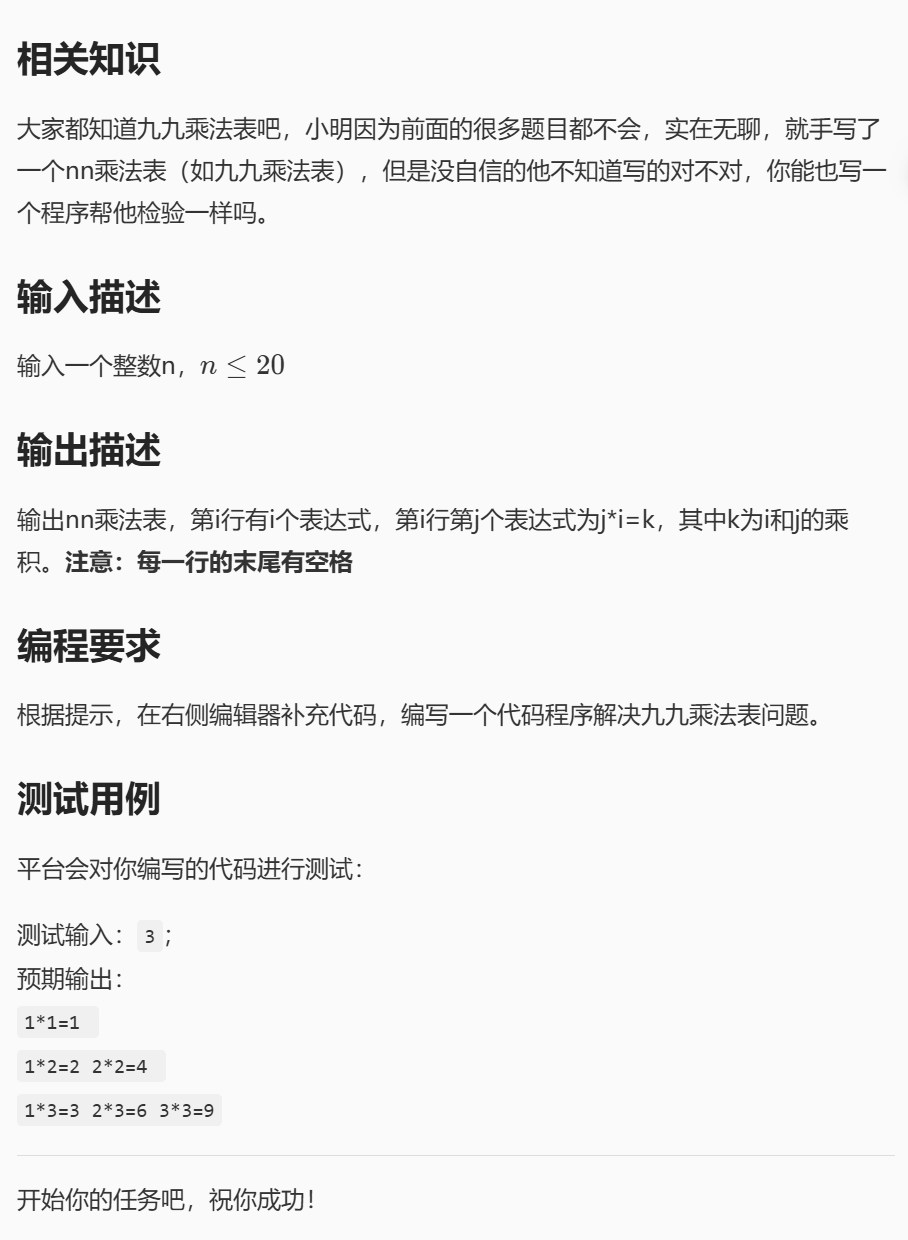 相关知识
大家都知道九九乘法表吧，小明因为前面的很多题目都不会，实在无聊，就手写了
一个nn乘法表（如九九乘法表），但是没自信的他不知道写的对不对，你能也写一
个程序帮他检验一样吗。
输入描述
输入一个整数n，n ≤ 20
输出描述
输出nn乘法表，第i行有i个表达式，第i行第j个表达式为j*i=k，其中k为i和j的乘
积。注意：每一行的末尾有空格
编程要求
根据提示，在右侧编辑器补充代码，编写一个代码程序解决九九乘法表问题。
测试用例
平台会对你编写的代码进行测试：
测试输入：3；
预期输出：
1*1=1
1*2=2 2*2=4
1*3=3 2*3=6 3*3=9
开始你的任务吧，祝你成功！